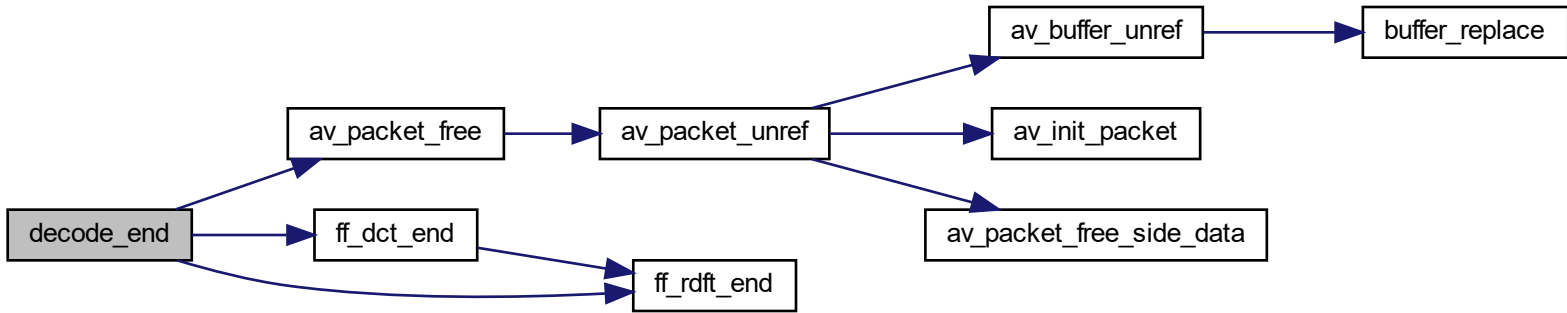 av_buffer_unref
buffer_replace
av_packet_free
av_packet_unref
av_init_packet
decode_end
ff_dct_end
av_packet_free_side_data
ff_rdft_end